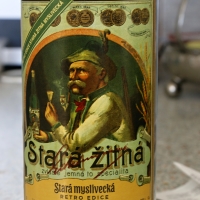 Stará žitná
jemná to specialita
Stará myslivecká
RETRO EDICE